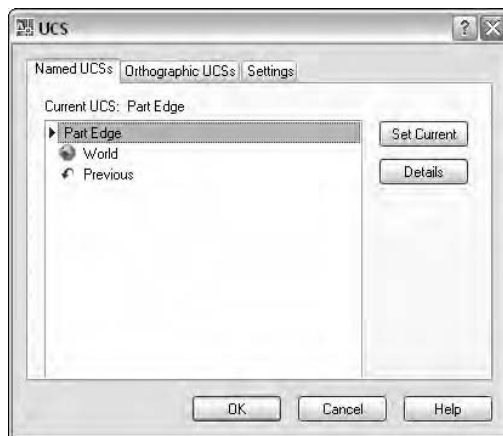 UCS
Named UCSs Orthographic UCSs Settings
Current UCS: Part Edge
Part Edge
World
Previous
Set Current
Details
OK Cancel Help